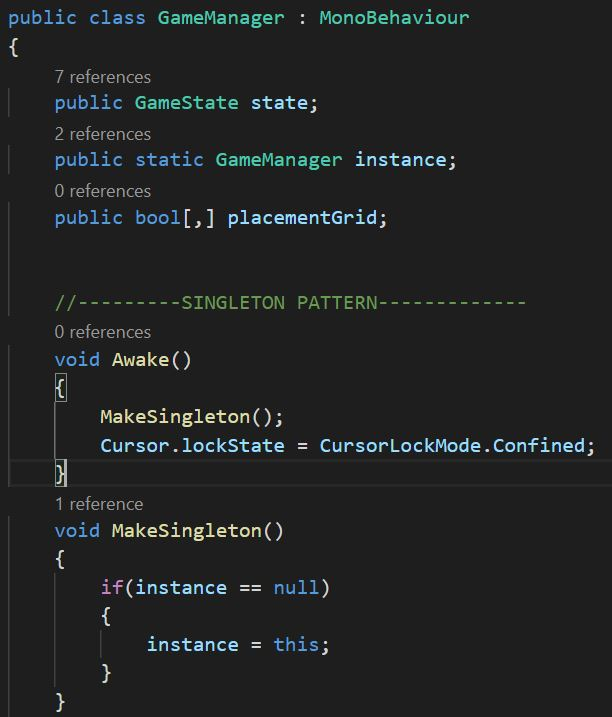 public class GameManager : MonoBehaviour
{
7 references
public GameState state;
2 references
public static GameManager instance;
0 references
public bool[,] placementGrid;
//---------SINGLETON PATTERN-------------
0 references
void Awake()
{
MakeSingleton();
Cursor.lockState = CursorLockMode.Confined;
}
1 reference
void MakeSingleton()
{
if(instance == null)
{
instance = this;
}
}